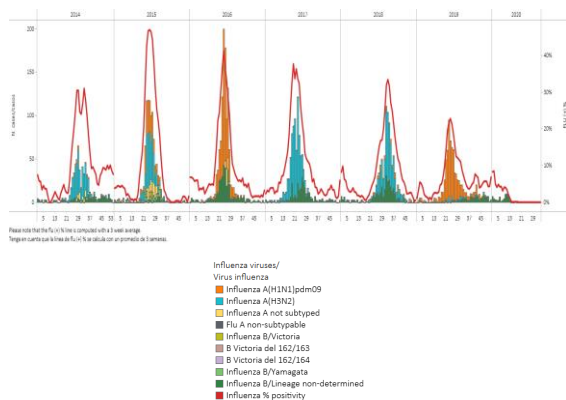 2014 2015 2016 2017 2018 2019 2020
200
150
100
50
0
40%
30%
20%
10%
0%
5 13 21 29 37 45 53 5 13 21 29 37 45 5 13 21 29 37 45 5 13 21 29 37 45 5 13 21 29 37 45 5 13 21 29 37 45 5 13 21 29
Please note that the flu (+) % line is computed with a 3 week average
Tenga en cuenta que la línea de flu (+) % se calcula con un promedio de 3 semanas
Influenza viruses/
Virus influenza
Influenza A(H1N1)pdm09
Influenza A(H3N2)
Influenza A not subtyped
Flu A non-subtypable
Influenza B/Victoria
B Victoria del 162/163
B Victoria del 162/164
Influenza B/Yamagata
Influenza B/Lineage non-determined
Influenza % positivity